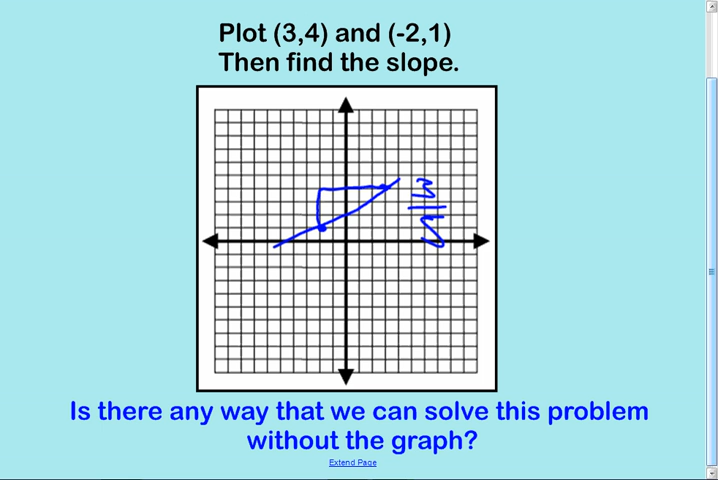 Plot (3,4) and (-2,1)
Then find the slope.
3
5
Is there any way that we can solve this problem
without the graph?
Extend Page